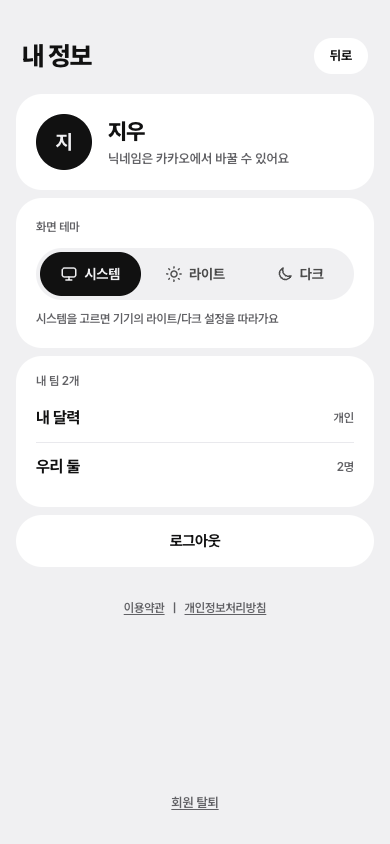 내 정보
뒤로
지
지우
닉네임은 카카오에서 바꿀 수 있어요
화면 테마
시스템
라이트
다크
시스템을 고르면 기기의 라이트/다크 설정을 따라가요
내 팀 2개
내 달력
개인
우리 둘
2명
로그아웃
이용약관 | 개인정보처리방침
회원 탈퇴